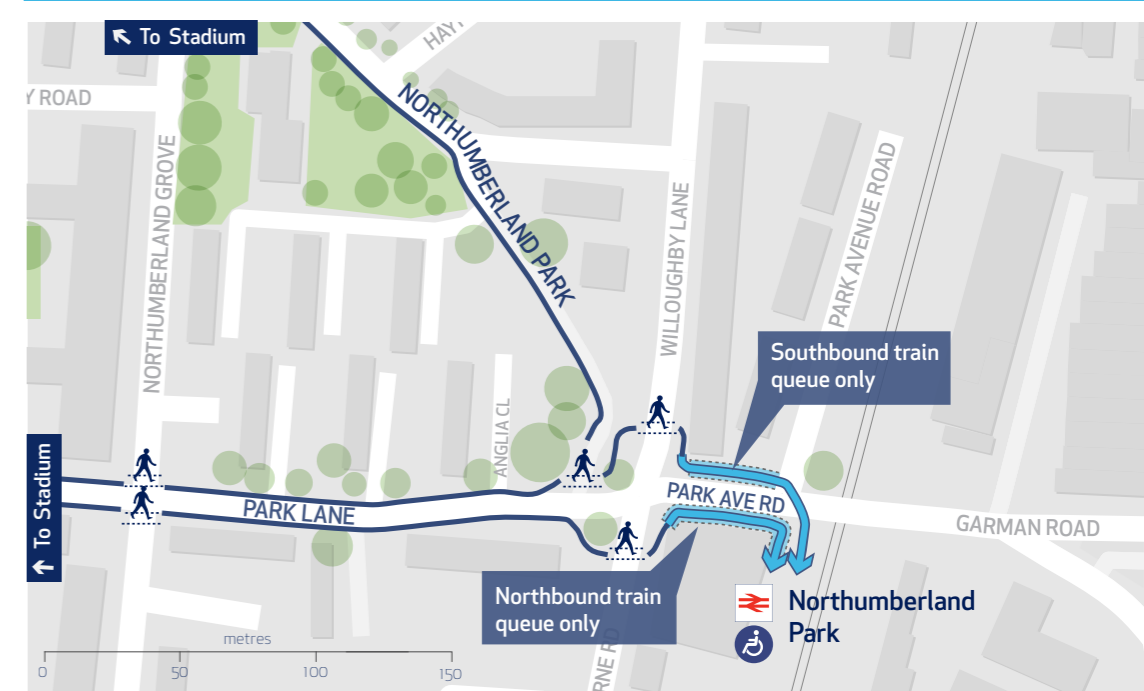 To Stadium
HAY
Y ROAD
NORTHUMBERLAND PARK
NORTHUMBERLAND GROVE
WILLOUGHBY LANE
PARK AVENUE ROAD
Southbound train
queue only
ANGLIA CL
To Stadium
PARK LANE
PARK AVE RD
GARMAN ROAD
Northbound train
queue only
Northumberland
Park
RNE RD
metres
0 50 100 150